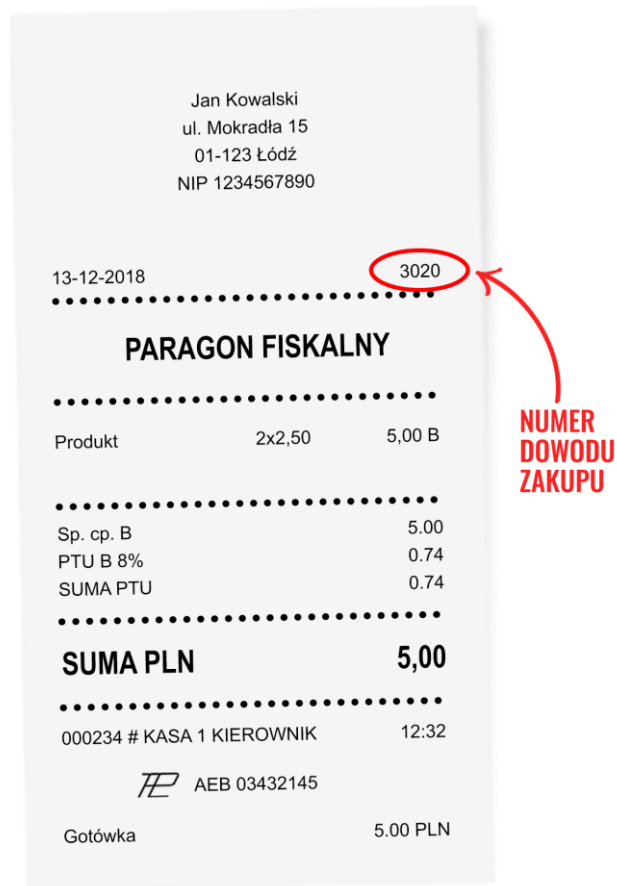 Jan Kowalski
ul. Mokradła 15
01-123 Łódź
NIP 1234567890
13-12-2018 3020
PARAGON FISKALNY
Produkt 2x2,50 5,00 B
Sp. cp. B 5.00
PTU B 8% 0.74
SUMA PTU 0.74
SUMA PLN 5,00
000234 # KASA 1 KIEROWNIK 12:32
AEB 03432145
Gotówka 5.00 PLN
NUMER
DOWODU
ZAKUPU